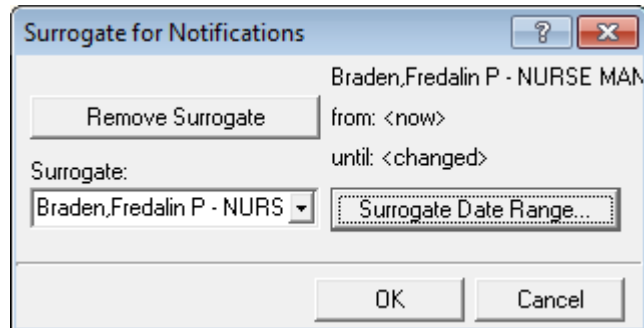 Surrogate for Notifications
Braden,Fredalin P - NURSE MAN
Remove Surrogate
from: <now>
until: <changed>
Surrogate:
Braden,Fredalin P - NURS
Surrogate Date Range...
OK
Cancel